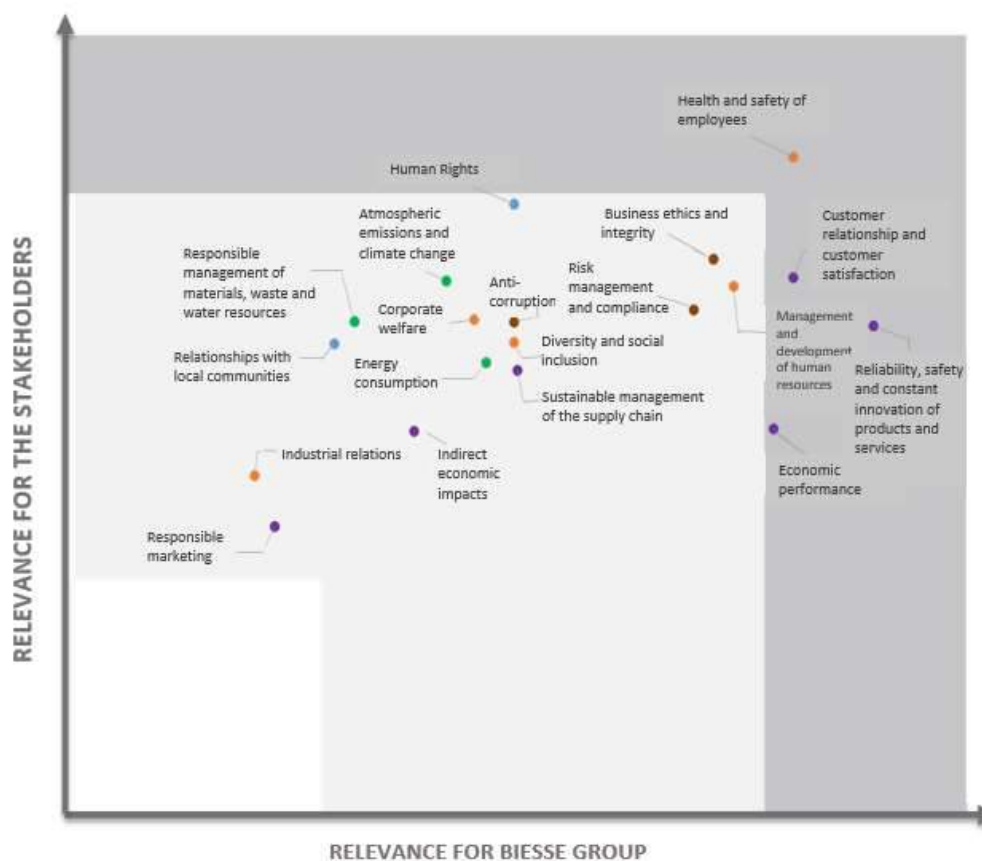 RELEVANCE FOR THE STAKEHOLDERS
Health and safety of
employees
Human Rights
Atmospheric
emissions and
climate change
Business ethics and
integrity
Customer
relationship and
customer
satisfaction
Responsible
management of
materials, waste and
water resources
Anti-
corruption
Risk
management
and compliance
Corporate
welfare
Management
and
development
of human
resources
Relationships with
local communities
Energy
consumption
Diversity and social
inclusion
Reliability, safety
and constant
innovation of
products and
services
Sustainable management
of the supply chain
Industrial relations
Indirect
economic
impacts
Economic
performance
Responsible
marketing
RELEVANCE FOR BIESSE GROUP